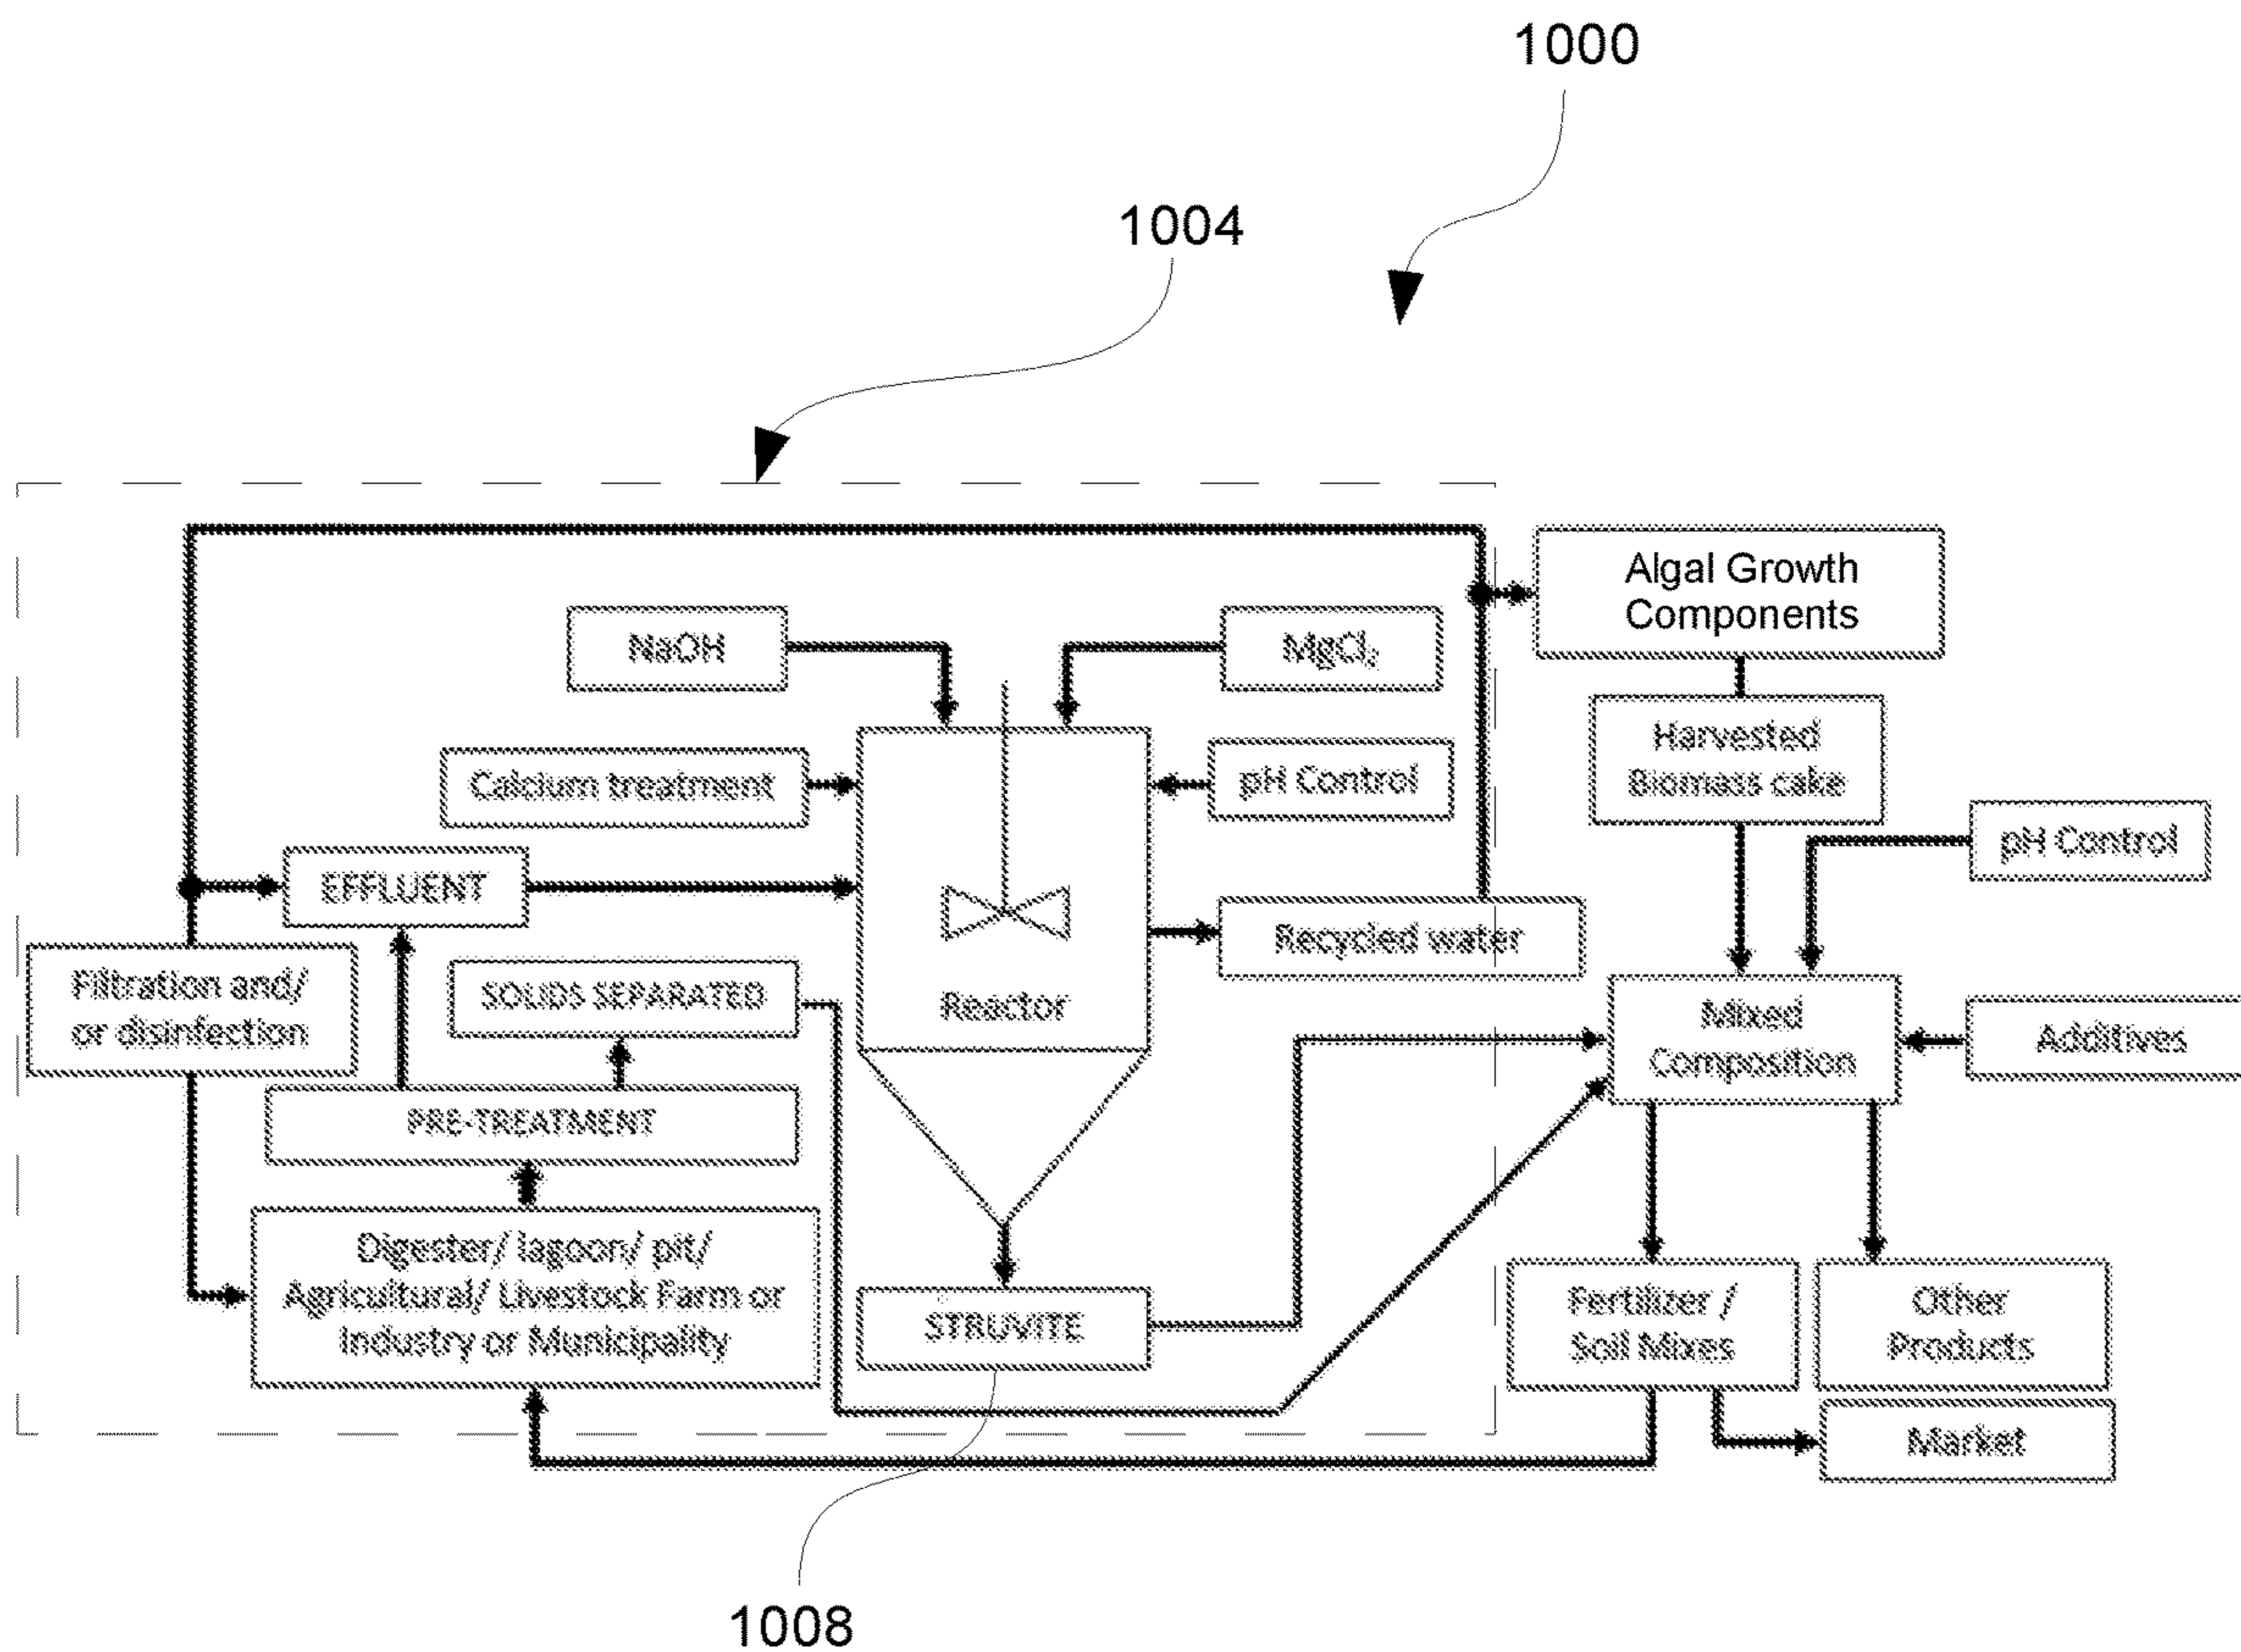 1000
1004
Algal Growth
Components
NaOH
MgCl₂
Harvested
Biomass cake
Calcium treatment
pH Control
pH Control
EFFLUENT
Recycled water
Filtration and/
or disinfection
SOLIDS SEPARATED
Reactor
Mixed
Composition
Additives
PRE-TREATMENT
Digester/ lagoon/ pit/
Agricultural/ Livestock Farm or
Industry or Municipality
STRUVITE
Fertilizer /
Soil Mixes
Other
Products
Market
1008